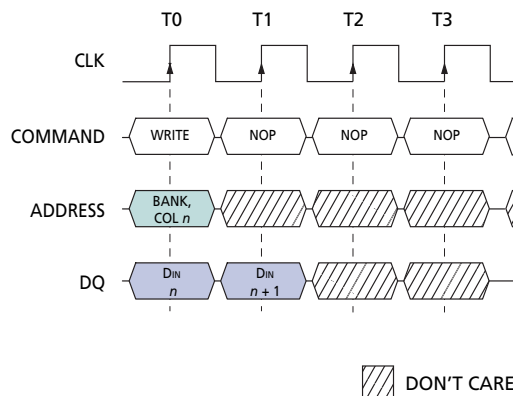 T0 T1 T2 T3
CLK
COMMAND WRITE NOP NOP NOP
ADDRESS BANK,
COL n
DQ DIN DIN
n n + 1
DON'T CARE